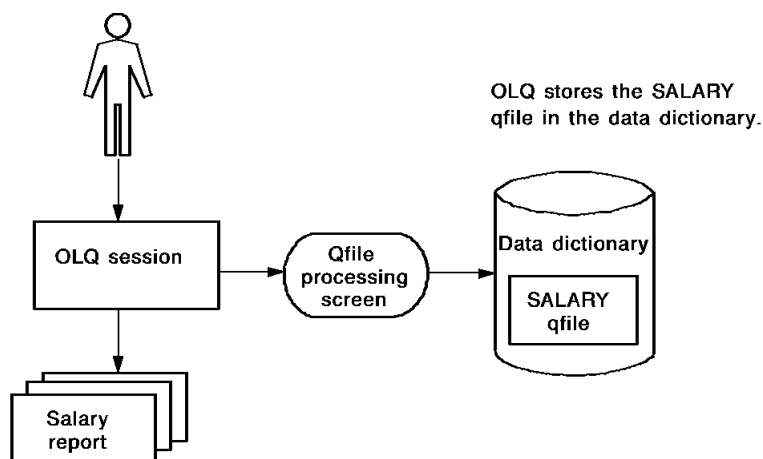 OLQ stores the SALARY
qfile in the data dictionary.
OLQ session
Qfile
processing
screen
Data dictionary
SALARY
qfile
Salary
report